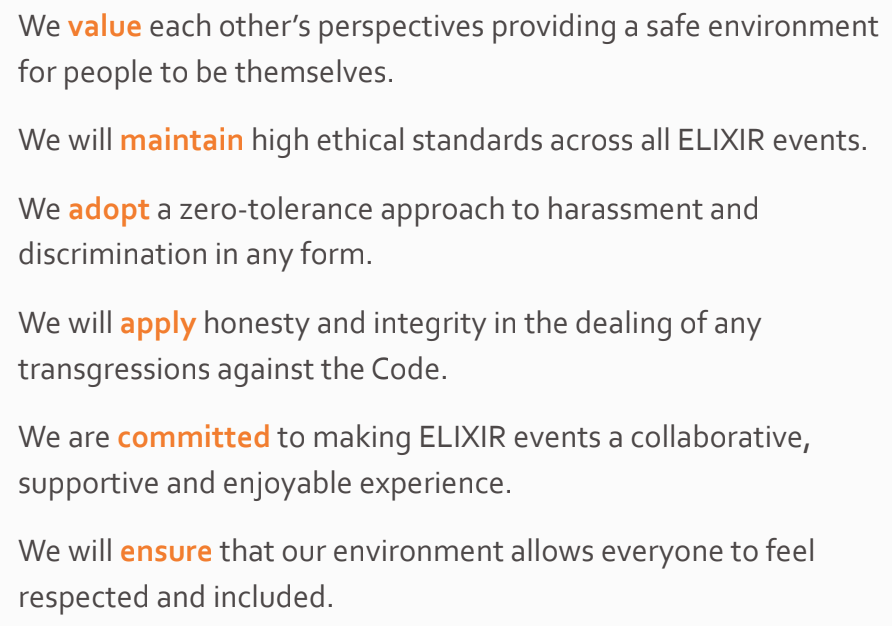 We value each other’s perspectives providing a safe environment
for people to be themselves.
We will maintain high ethical standards across all ELIXIR events.
We adopt a zero-tolerance approach to harassment and
discrimination in any form.
We will apply honesty and integrity in the dealing of any
transgressions against the Code.
We are committed to making ELIXIR events a collaborative,
supportive and enjoyable experience.
We will ensure that our environment allows everyone to feel
respected and included.